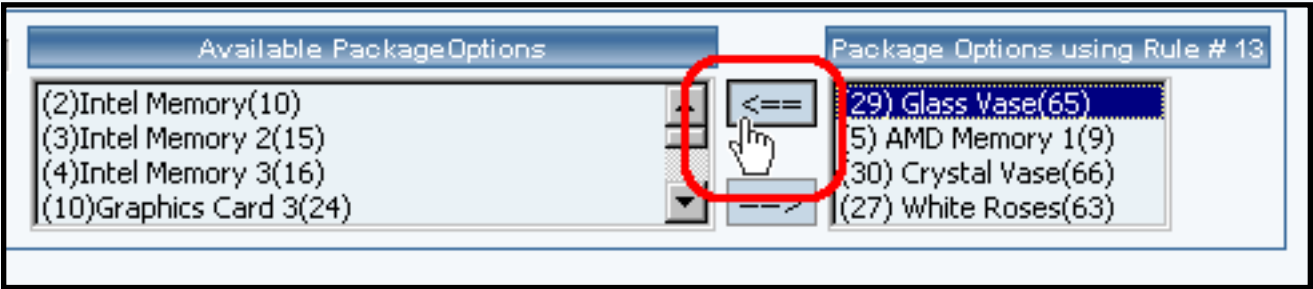 Available PackageOptions
(2)Intel Memory(10)
(3)Intel Memory 2(15)
(4)Intel Memory 3(16)
(10)Graphics Card 3(24)
<==
==>
Package Options using Rule # 13
(29) Glass Vase(65)
(5) AMD Memory 1(9)
(30) Crystal Vase(66)
(27) White Roses(63)